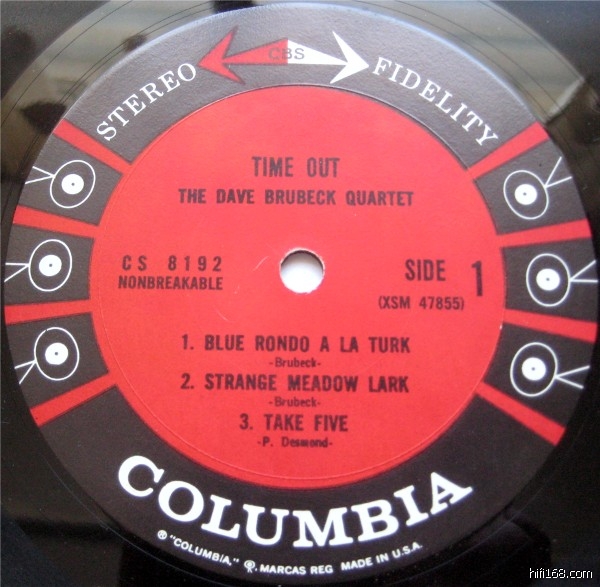 CBS
STEREO FIDELITY
TIME OUT
THE DAVE BRUBECK QUARTET
CS 8192
NONBREAKABLE
SIDE 1
(XSM 47855)
1. BLUE RONDO A LA TURK
-Brubeck-
2. STRANGE MEADOW LARK
-Brubeck-
3. TAKE FIVE
-P. Desmond-
COLUMBIA
® "COLUMBIA," Ⓡ. MARCAS REG MADE IN U.S.A.
hifi168.com